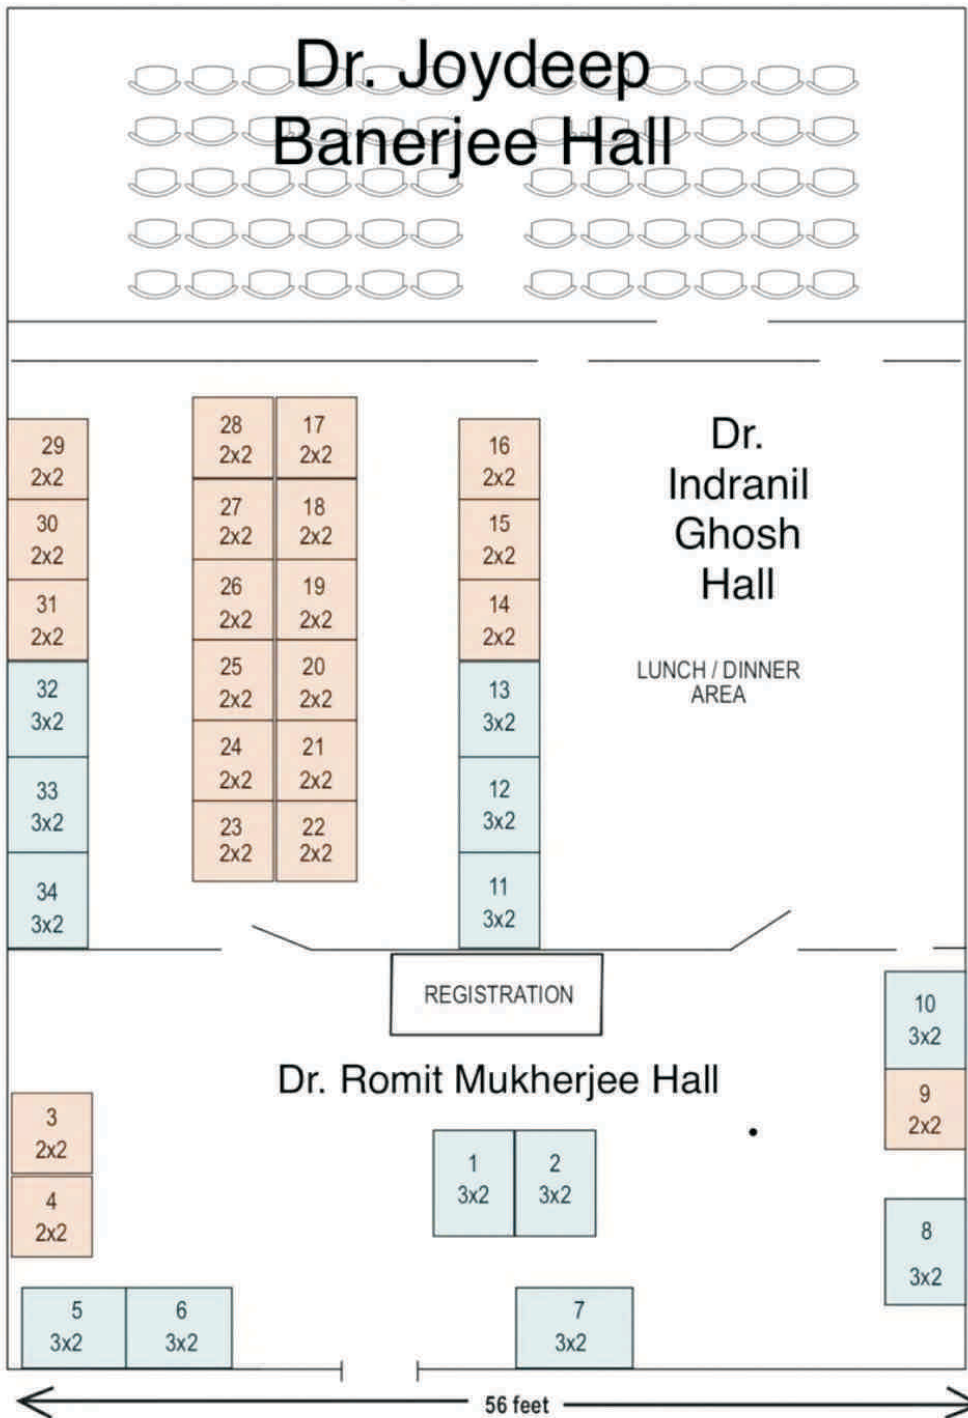 Dr. Joydeep
Banerjee Hall
28
2x2
17
2x2
29
2x2
16
2x2
Dr.
Indranil
Ghosh
Hall
27
2x2
18
2x2
30
2x2
15
2x2
26
2x2
19
2x2
31
2x2
14
2x2
25
2x2
20
2x2
32
3x2
13
3x2
LUNCH / DINNER
AREA
24
2x2
21
2x2
33
3x2
12
3x2
23
2x2
22
2x2
34
3x2
11
3x2
REGISTRATION
10
3x2
Dr. Romit Mukherjee Hall
9
2x2
3
2x2
4
2x2
1
3x2
2
3x2
8
3x2
5
3x2
6
3x2
7
3x2
56 feet